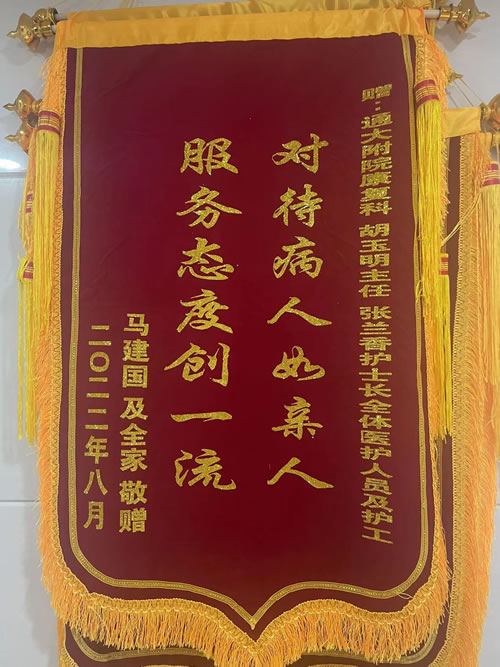 赠：通大附院康复科 胡玉明主任 张兰香护士长全体医护人员及护工
对待病人如亲人
服务态度创一流
马建国及全家 敬赠
二〇二二年八月